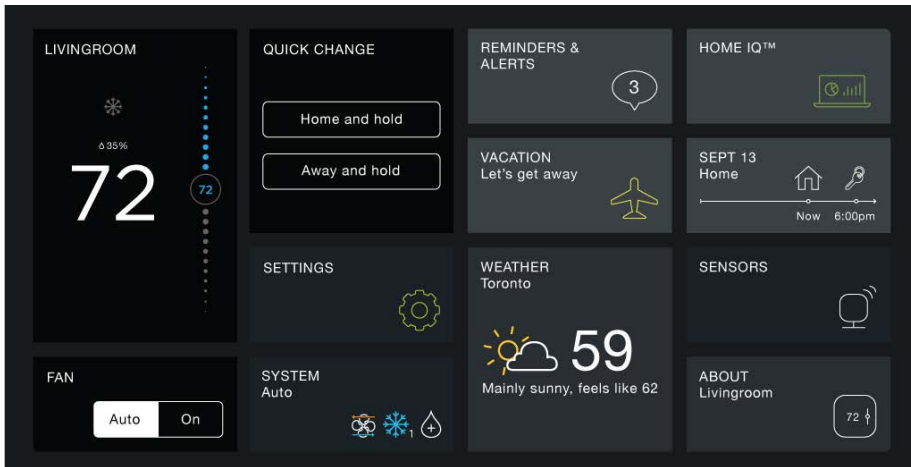 LIVINGROOM
35%
72
72
QUICK CHANGE
Home and hold
Away and hold
REMINDERS &
ALERTS
3
HOME IQ™
VACATION
Let's get away
SEPT 13
Home
Now 6:00pm
SETTINGS
WEATHER
Toronto
59
Mainly sunny, feels like 62
SENSORS
FAN
Auto On
SYSTEM
Auto
1
ABOUT
Livingroom
72